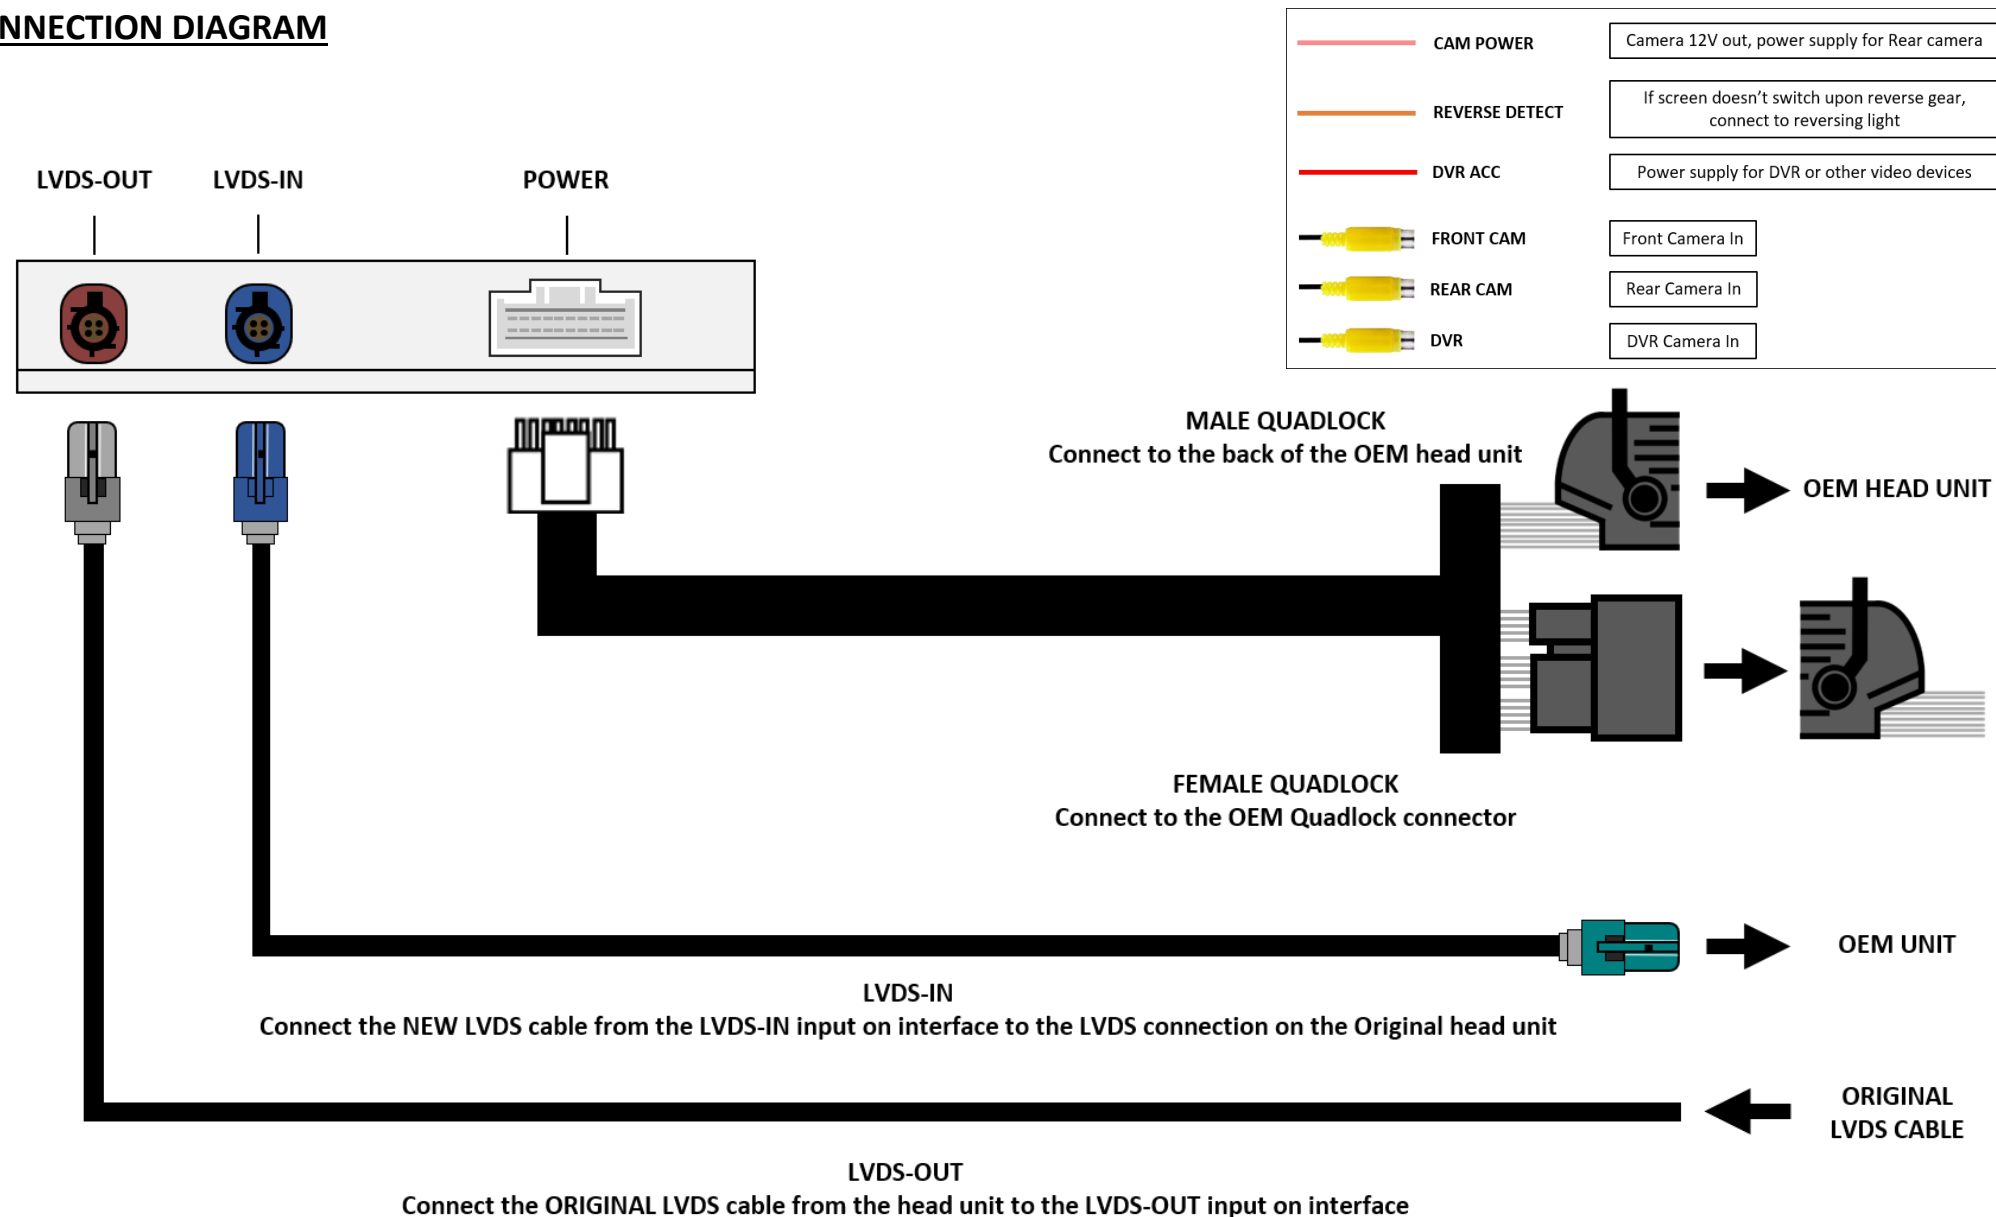 NNECTION DIAGRAM
CAM POWER
Camera 12V out, power supply for Rear camera
REVERSE DETECT
If screen doesn’t switch upon reverse gear,
connect to reversing light
DVR ACC
Power supply for DVR or other video devices
FRONT CAM
Front Camera In
REAR CAM
Rear Camera In
DVR
DVR Camera In
LVDS-OUT
LVDS-IN
POWER
MALE QUADLOCK
Connect to the back of the OEM head unit
OEM HEAD UNIT
FEMALE QUADLOCK
Connect to the OEM Quadlock connector
OEM UNIT
LVDS-IN
Connect the NEW LVDS cable from the LVDS-IN input on interface to the LVDS connection on the Original head unit
ORIGINAL
LVDS CABLE
LVDS-OUT
Connect the ORIGINAL LVDS cable from the head unit to the LVDS-OUT input on interface